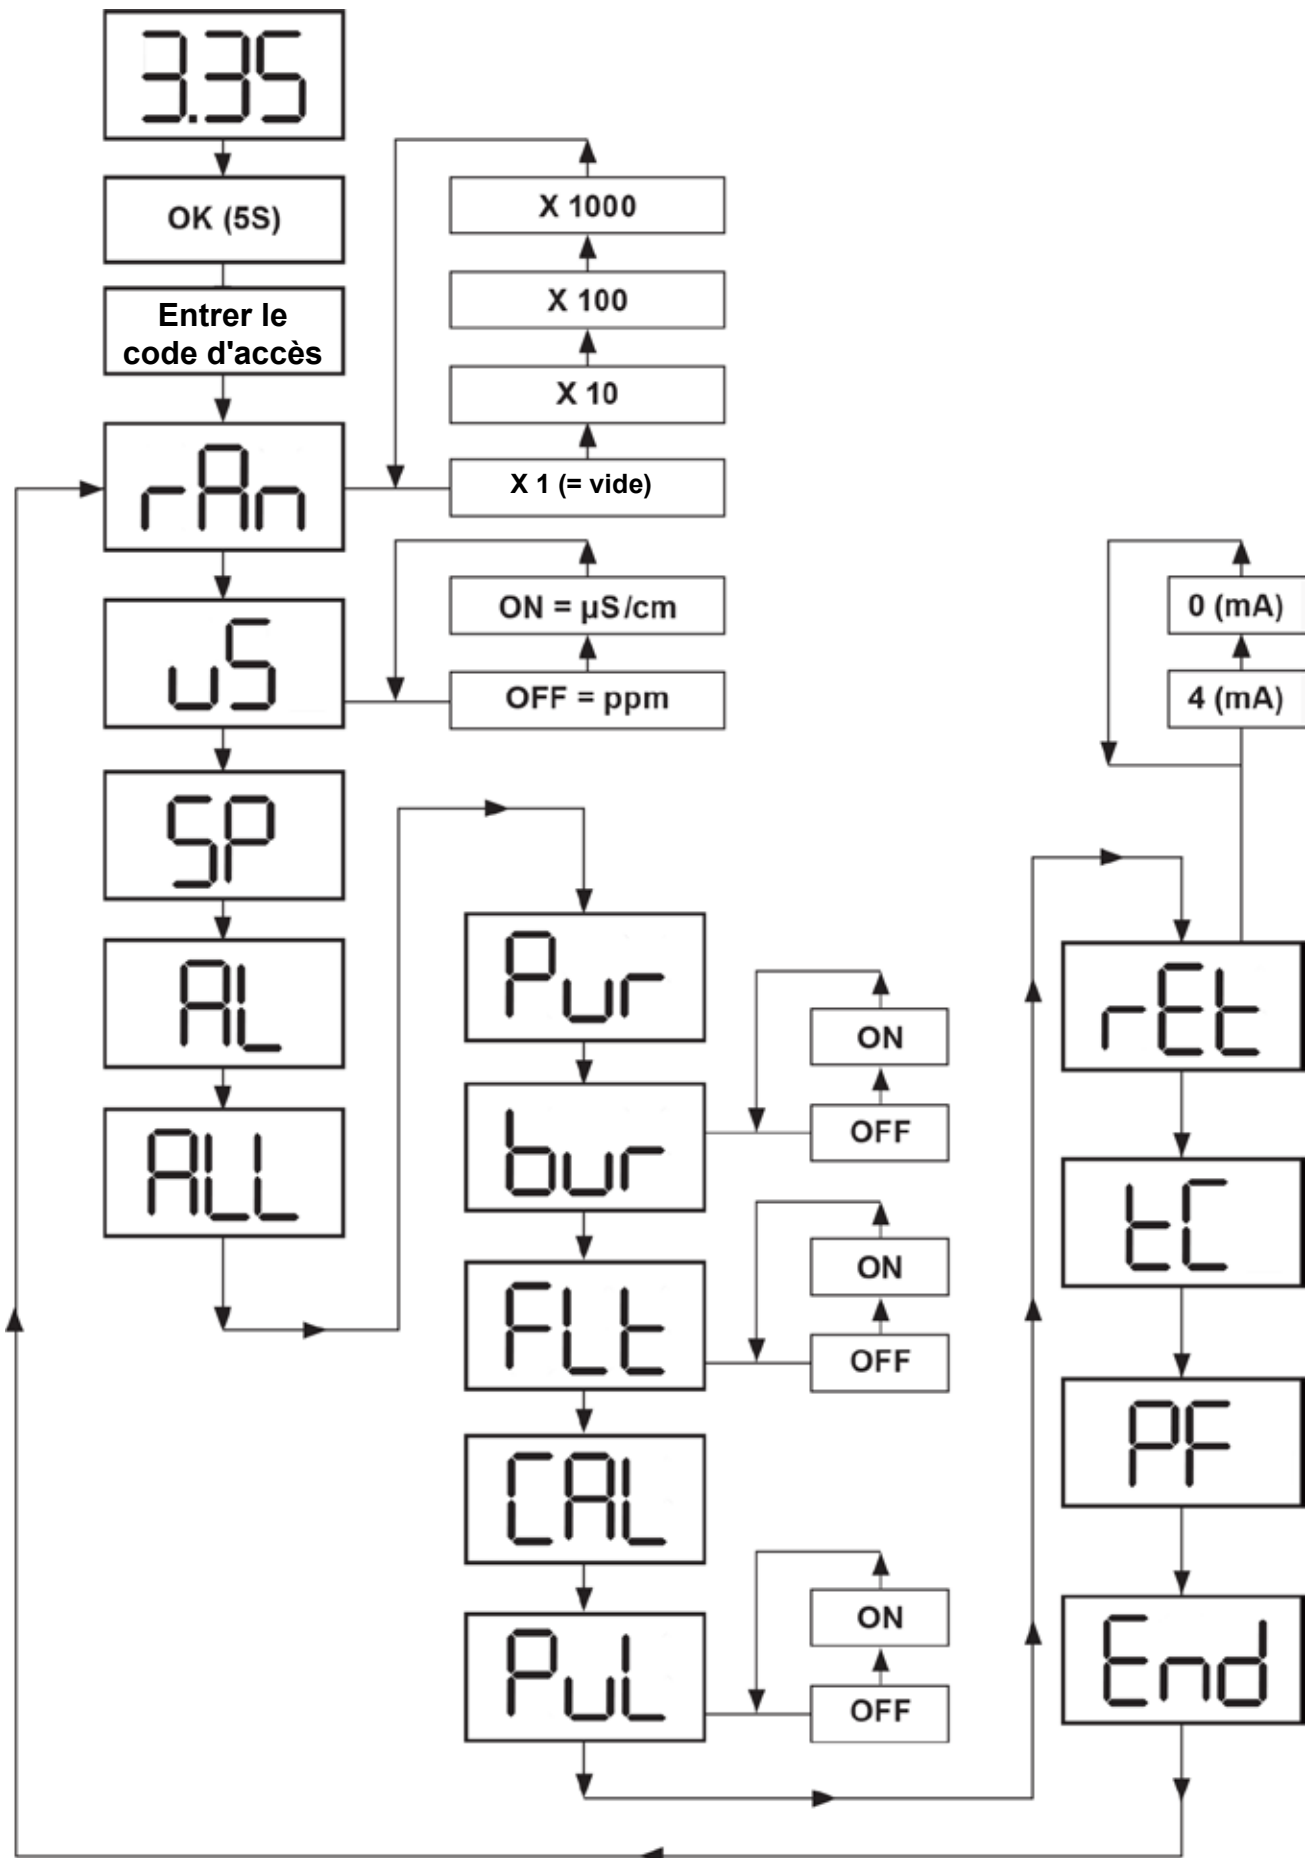 3.35
OK (5S)
Entrer le
code d'accès
rAn
X 1000
X 100
X 10
X 1 (= vide)
uS
ON = µS/cm
OFF = ppm
SP
AL
ALL
Pur
bur
ON
OFF
FLt
ON
OFF
CAL
PuL
ON
OFF
0 (mA)
4 (mA)
rEt
tC
PF
End